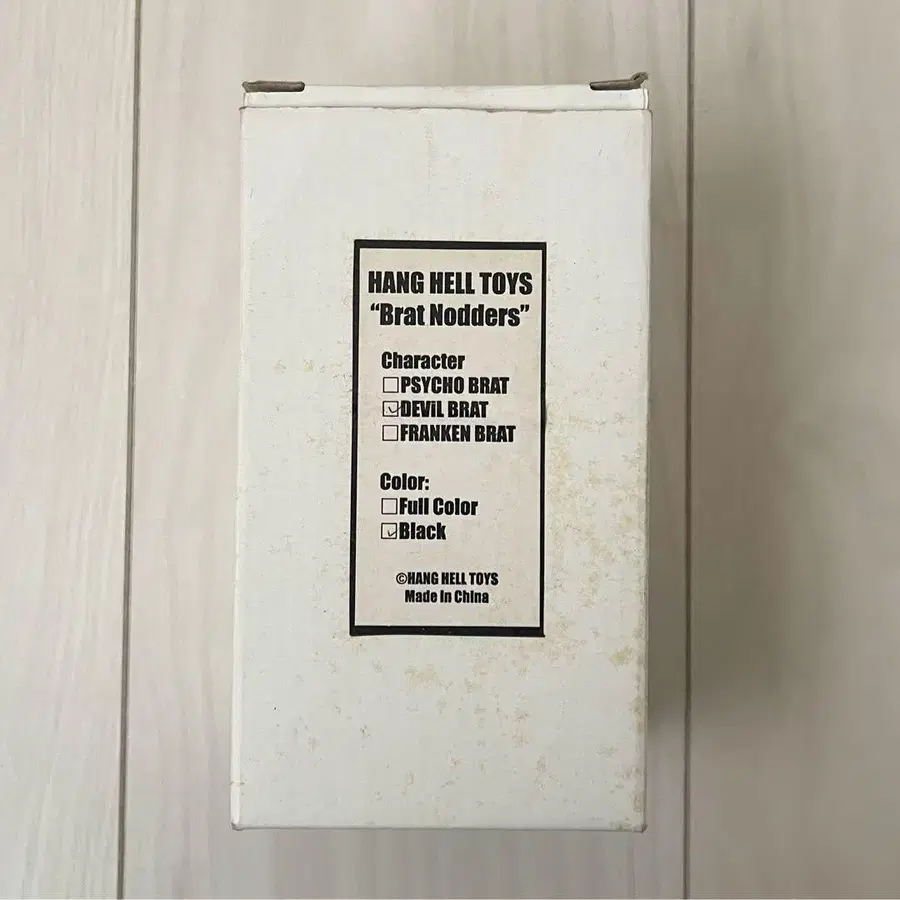 HANG HELL TOYS
“Brat Nodders”
Character
☐PSYCHO BRAT
☑DEViL BRAT
☐FRANKEN BRAT
Color:
☐Full Color
☑Black
©HANG HELL TOYS
Made In China